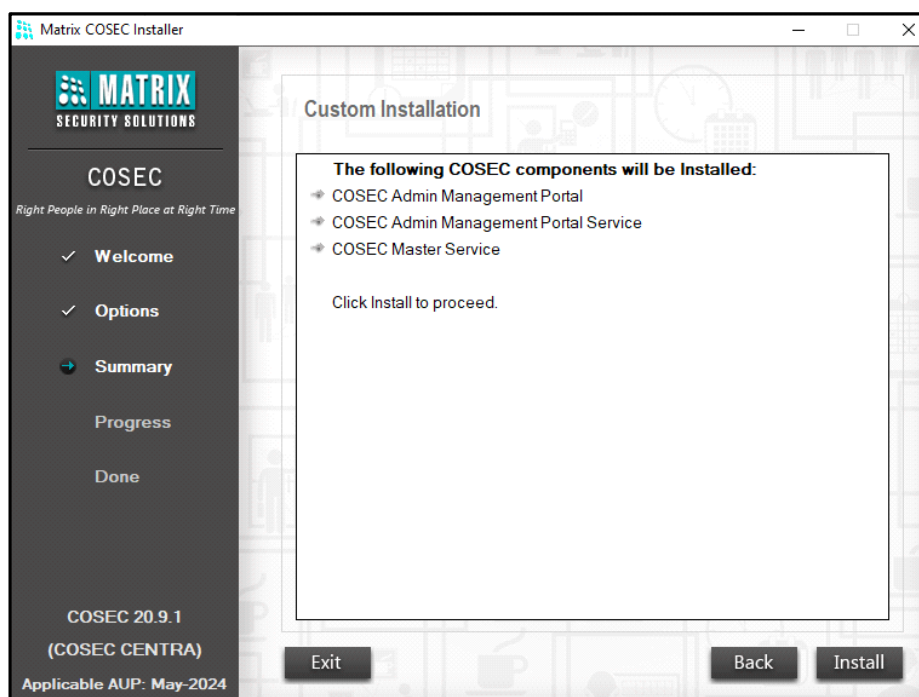 Matrix COSEC Installer
MATRIX
SECURITY SOLUTIONS
COSEC
Right People in Right Place at Right Time
Welcome
Options
Summary
Progress
Done
COSEC 20.9.1
(COSEC CENTRA)
Applicable AUP: May-2024
Custom Installation
The following COSEC components will be Installed:
COSEC Admin Management Portal
COSEC Admin Management Portal Service
COSEC Master Service
Click Install to proceed.
Exit
Back
Install